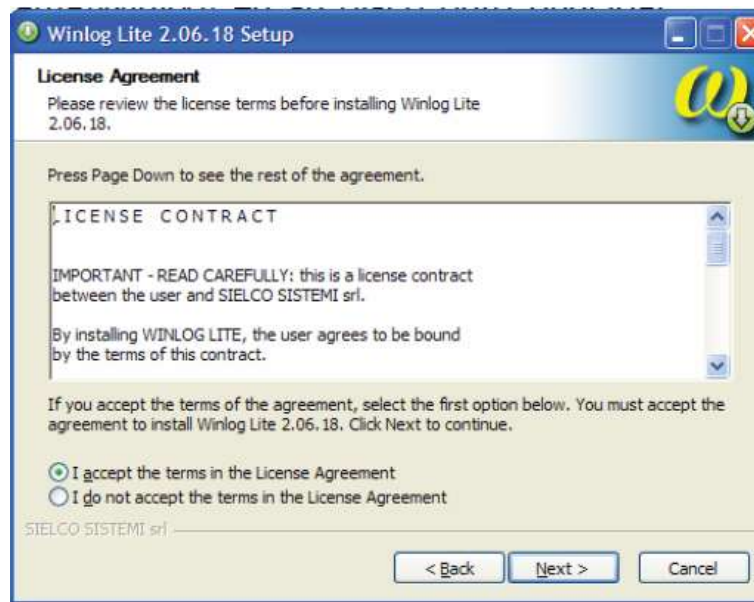 Winlog Lite 2.06.18 Setup
License Agreement
Please review the license terms before installing Winlog Lite
2.06.18.
Press Page Down to see the rest of the agreement.
LICENSE CONTRACT
IMPORTANT - READ CAREFULLY: this is a license contract
between the user and SIELCO SISTEMI srl.
By installing WINLOG LITE, the user agrees to be bound
by the terms of this contract.
If you accept the terms of the agreement, select the first option below. You must accept the
agreement to install Winlog Lite 2.06.18. Click Next to continue.
I accept the terms in the License Agreement
I do not accept the terms in the License Agreement
SIELCO SISTEMI srl
< Back Next > Cancel